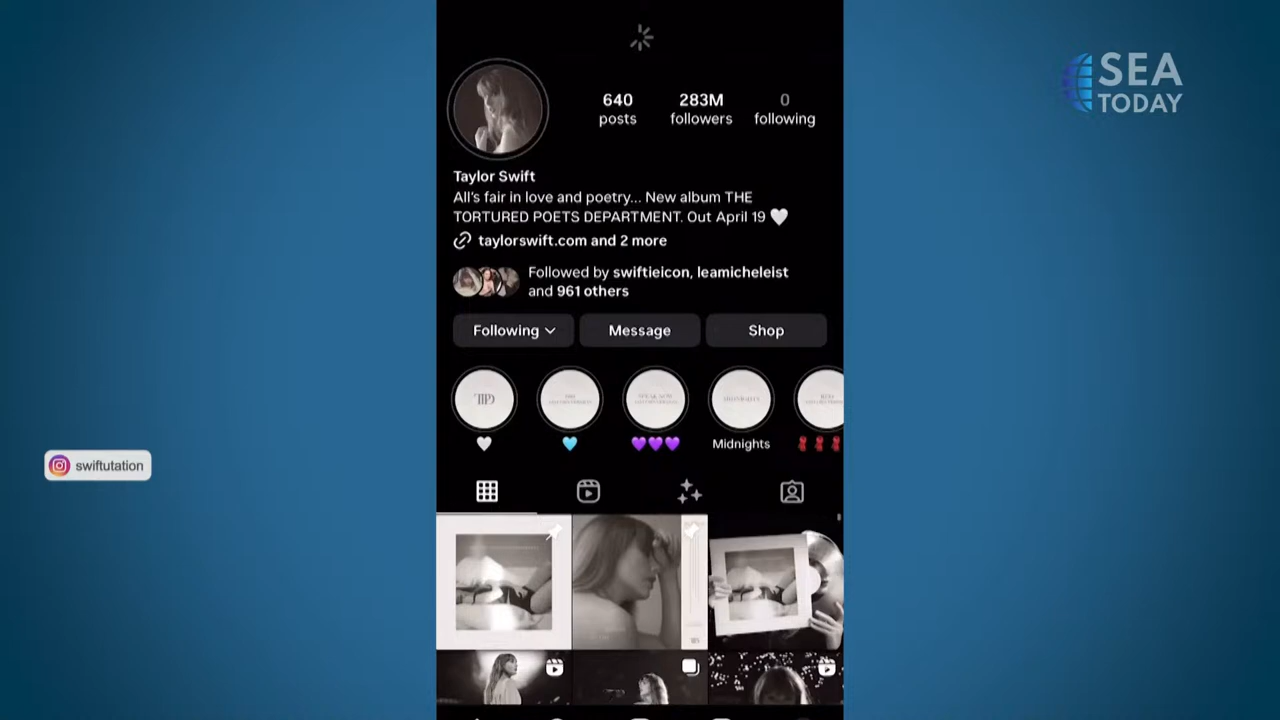 SEA
TODAY
640
posts
283M
followers
0
following
Taylor Swift
All's fair in love and poetry... New album THE
TORTURED POETS DEPARTMENT. Out April 19 🤍
taylorswift.com and 2 more
Followed by swiftieicon, leamicheleist
and 961 others
Following
Message
Shop
TTPD
🤍
🩵
💜💜💜
Midnights
🧣🧣🧣
swiftutation